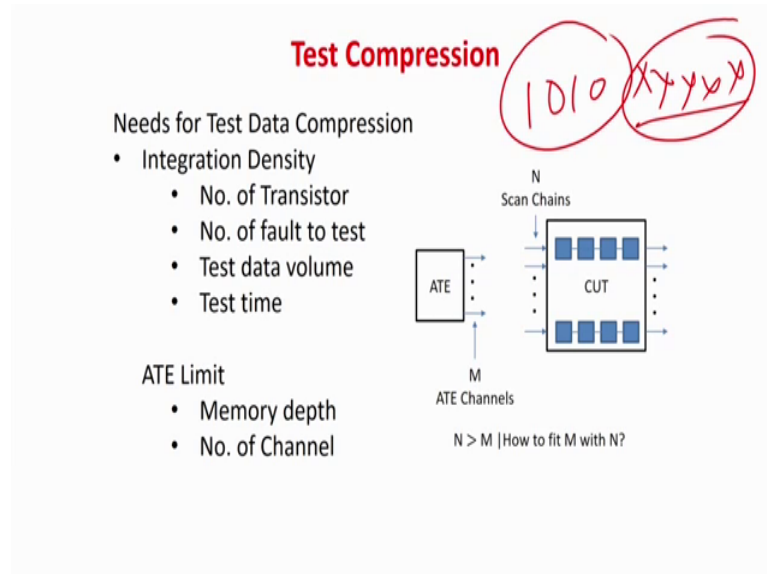 Test Compression
1010
Needs for Test Data Compression
• Integration Density
• No. of Transistor
• No. of fault to test
• Test data volume
• Test time
ATE Limit
• Memory depth
• No. of Channel
N
Scan Chains
ATE
CUT
M
ATE Channels
N > M |How to fit M with N?